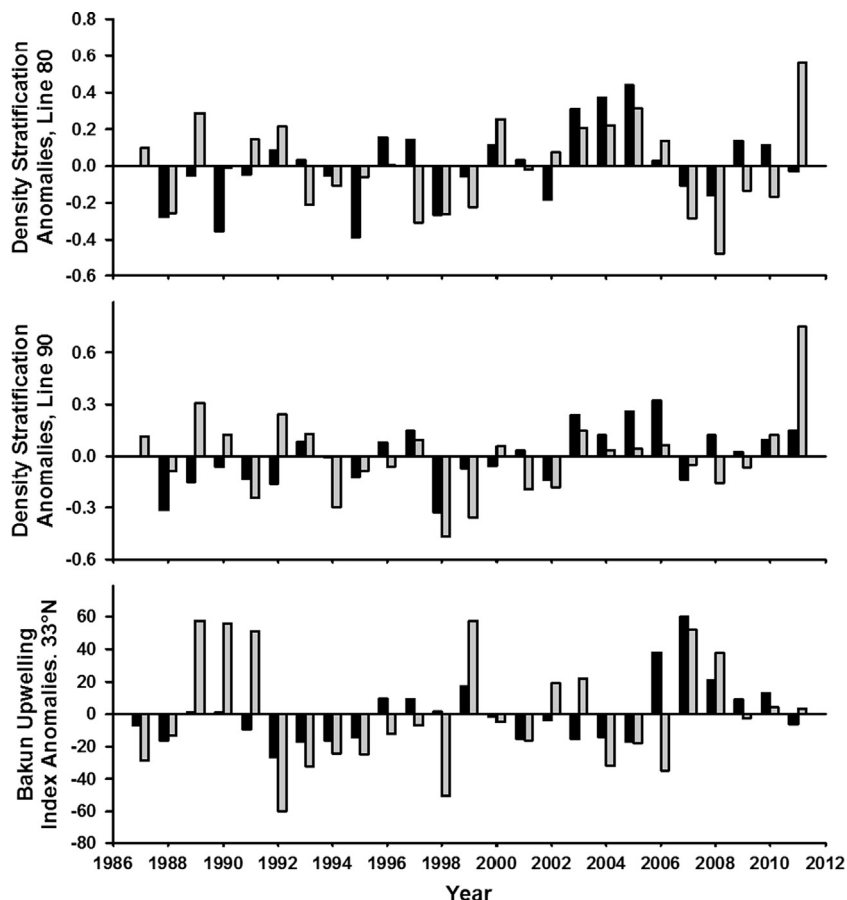 Density Stratification
Anomalies, Line 80
0.8
0.6
0.4
0.2
0.0
-0.2
-0.4
-0.6
Density Stratification
Anomalies, Line 90
0.6
0.3
0.0
-0.3
-0.6
Bakun Upwelling
Index Anomalies. 33°N
60
40
20
0
-20
-40
-60
-80
1986 1988 1990 1992 1994 1996 1998 2000 2002 2004 2006 2008 2010 2012
Year